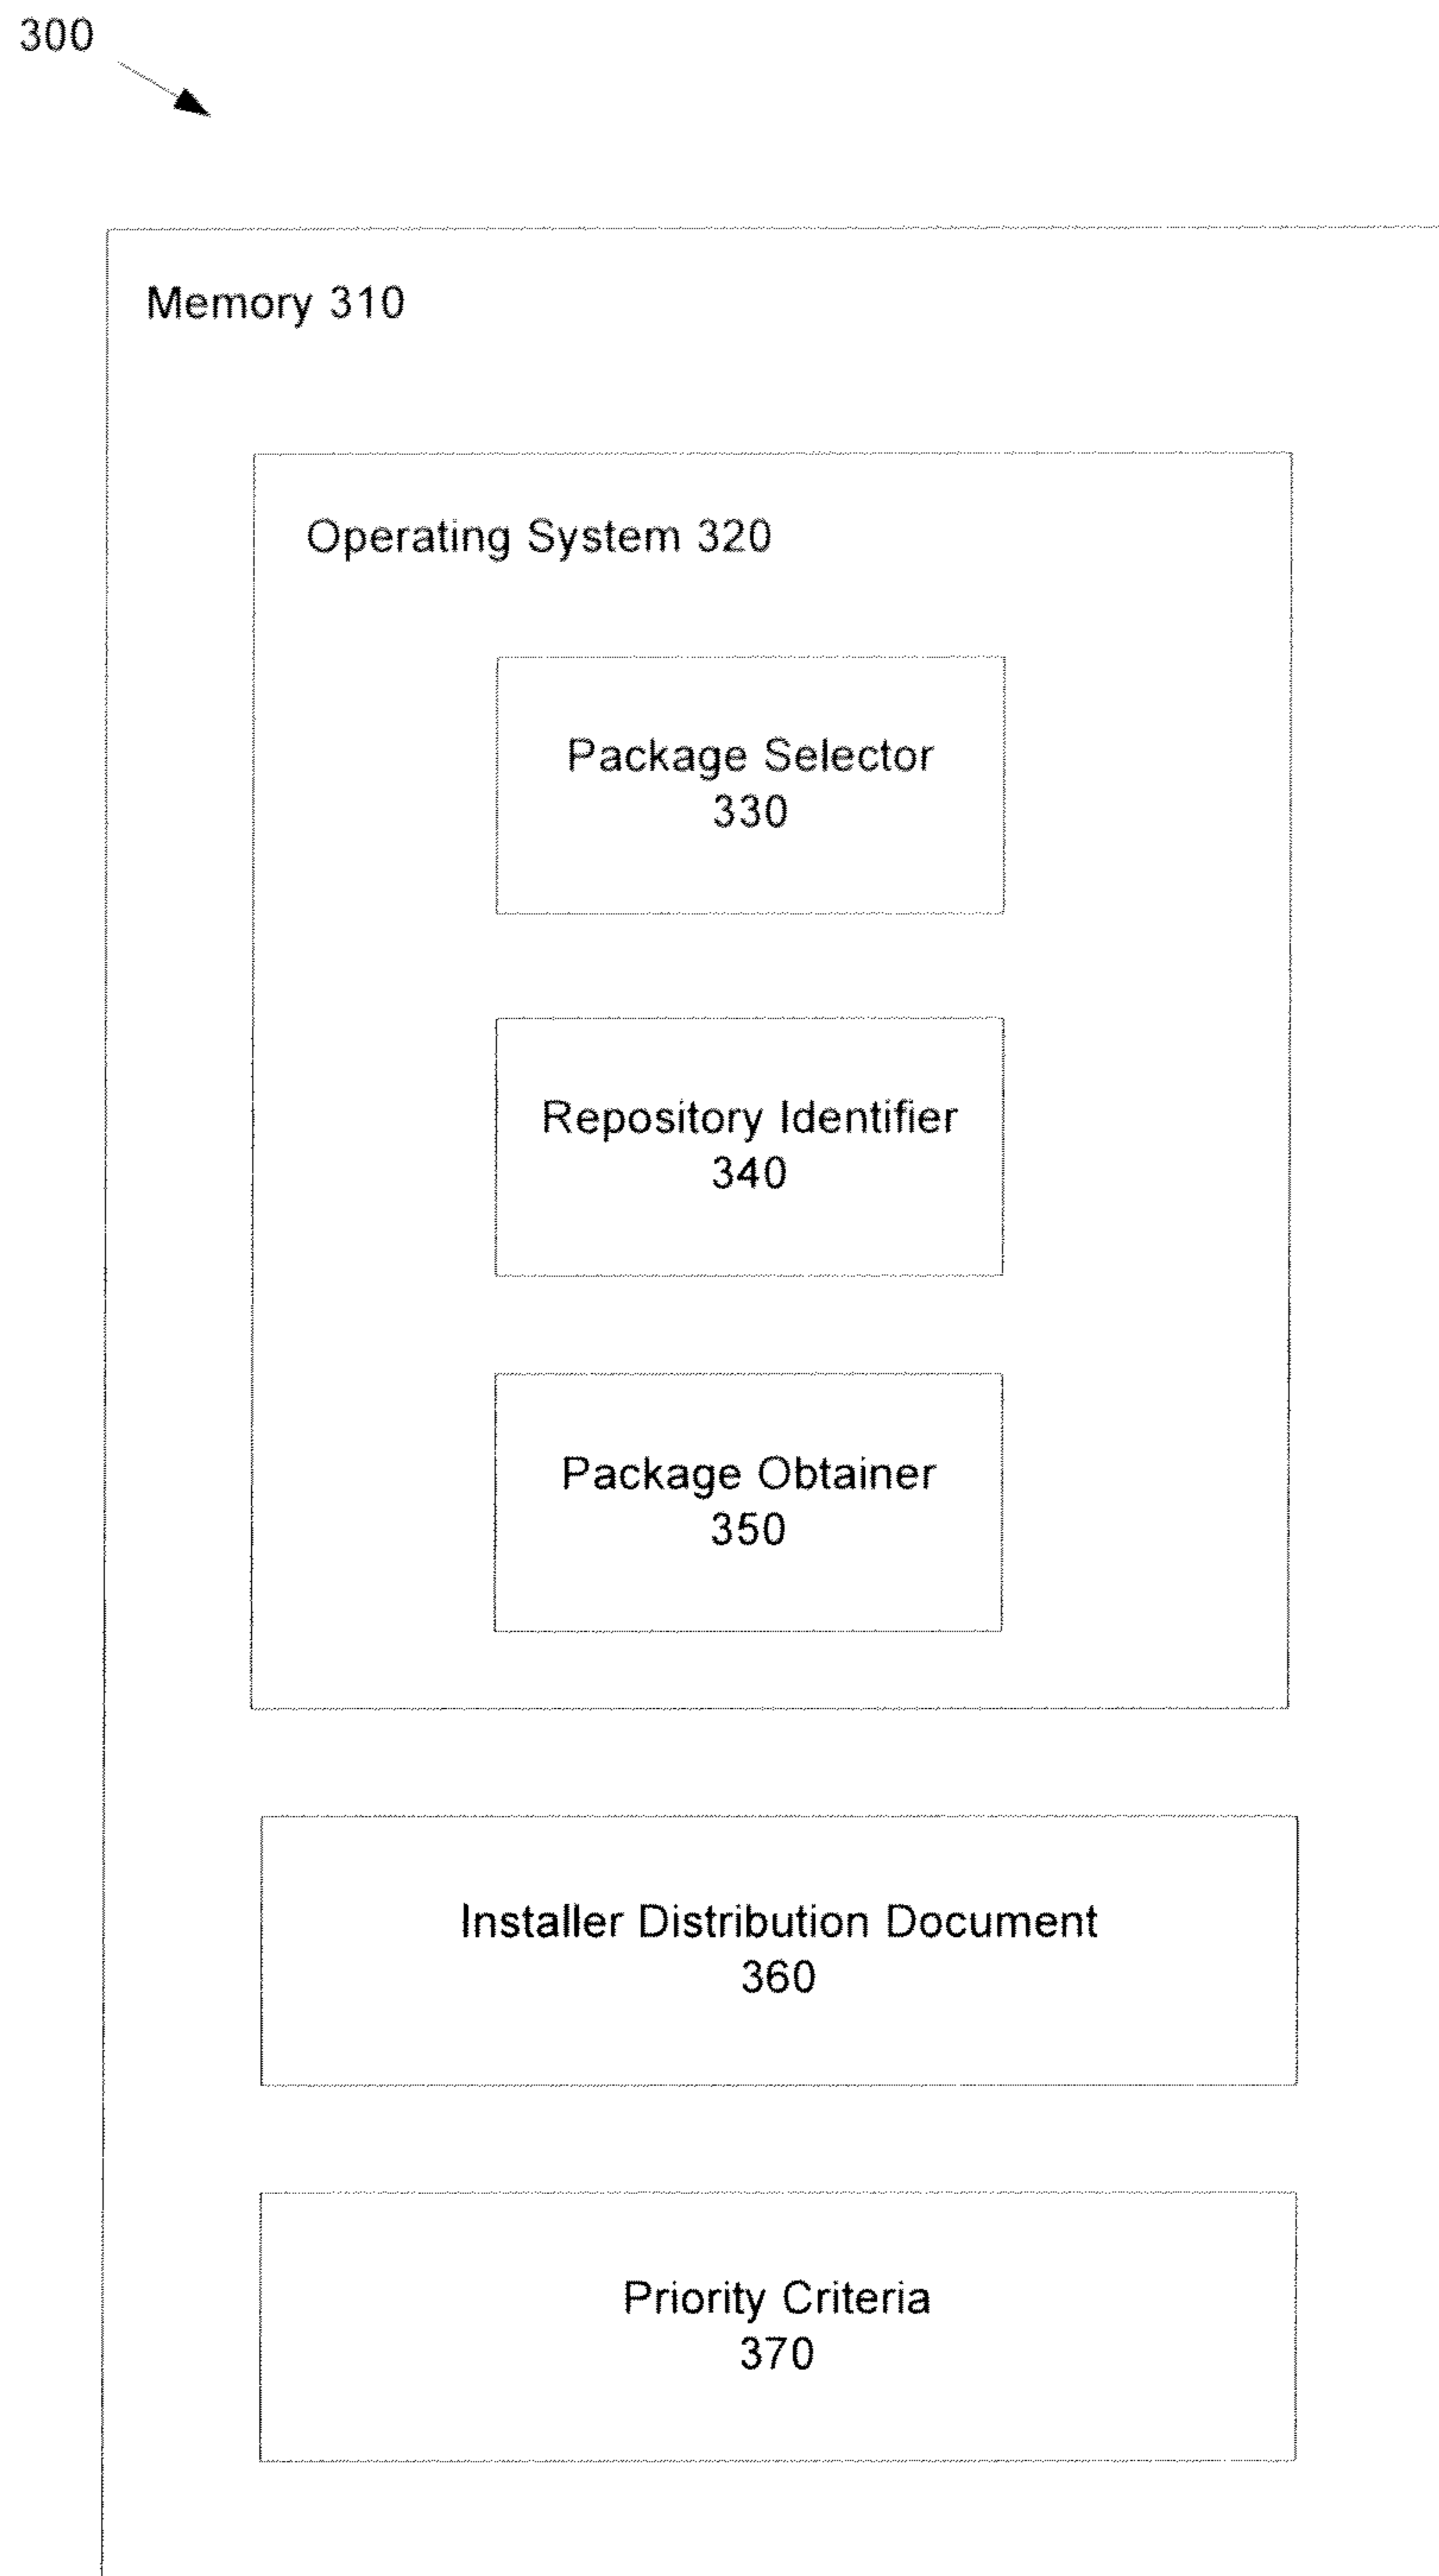 300
Memory 310
Operating System 320
Package Selector
330
Repository Identifier
340
Package Obtainer
350
Installer Distribution Document
360
Priority Criteria
370